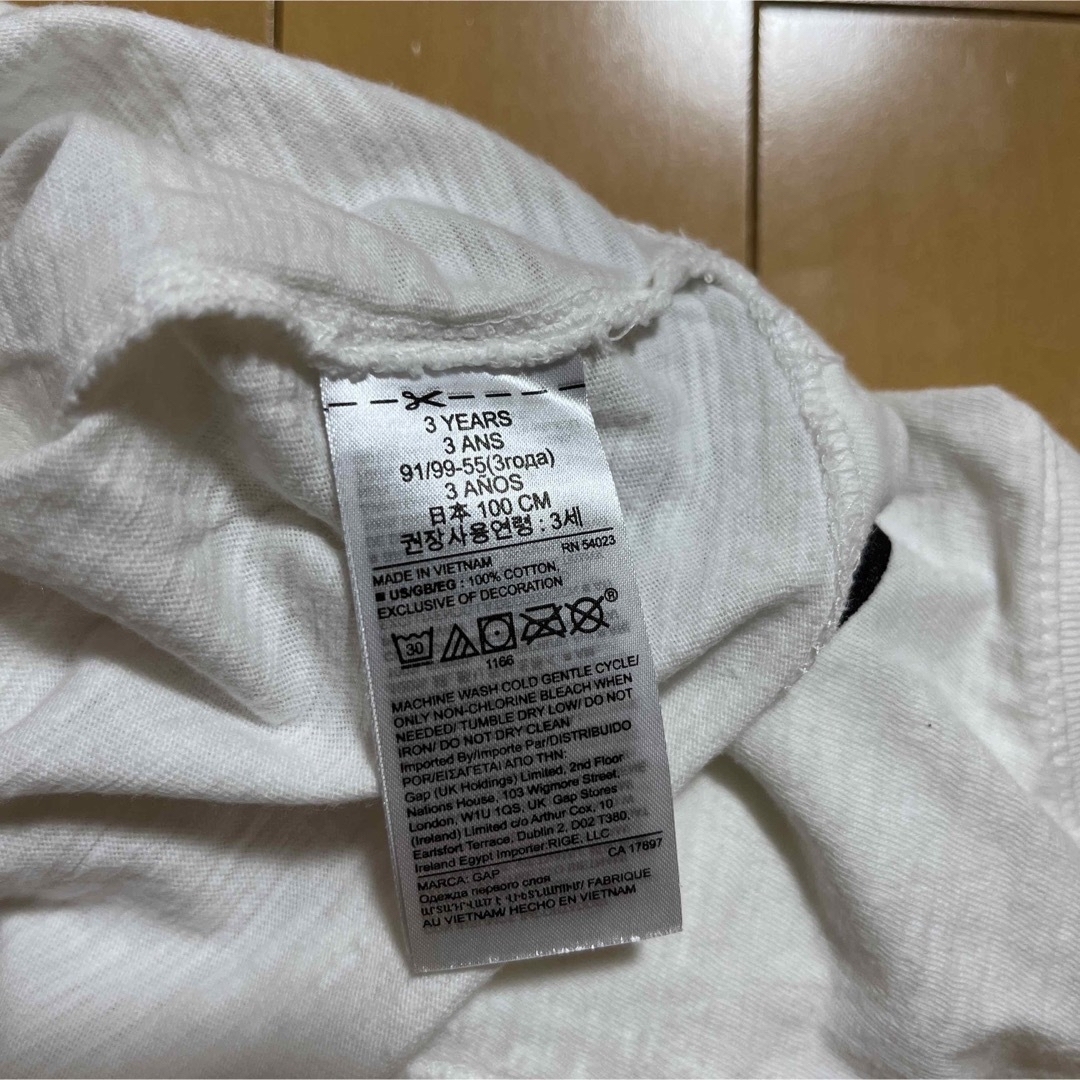 3 YEARS
3 ANS
91/99-55(3года)
3 AÑOS
日本 100 CM
권장사용연령 : 3세
RN 54023
MADE IN VIETNAM
■ US/GB/EG : 100% COTTON,
EXCLUSIVE OF DECORATION
30
®
1166
MACHINE WASH COLD GENTLE CYCLE/
ONLY NON-CHLORINE BLEACH WHEN
NEEDED/ TUMBLE DRY LOW/ DO NOT
IRON/ DO NOT DRY CLEAN/
Imported By/Importe Par/DISTRIBUIDO
POR/ΕΙΣΑΓΕΤΑΙ ΑΠΟ ΤΗΝ:
Gap (UK Holdings) Limited, 2nd Floor
Nations House, 103 Wigmore Street,
London, W1U 1QS, UK. Gap Stores
(Ireland) Limited c/o Arthur Cox, 10
Earlsfort Terrace, Dublin 2, D02 T380,
Ireland Egypt Importer:RIGE, LLC
CA 17897
MARCA: GAP
Одежда первого слоя
FABRIQUE
AU VIETNAM/ HECHO EN VIETNAM